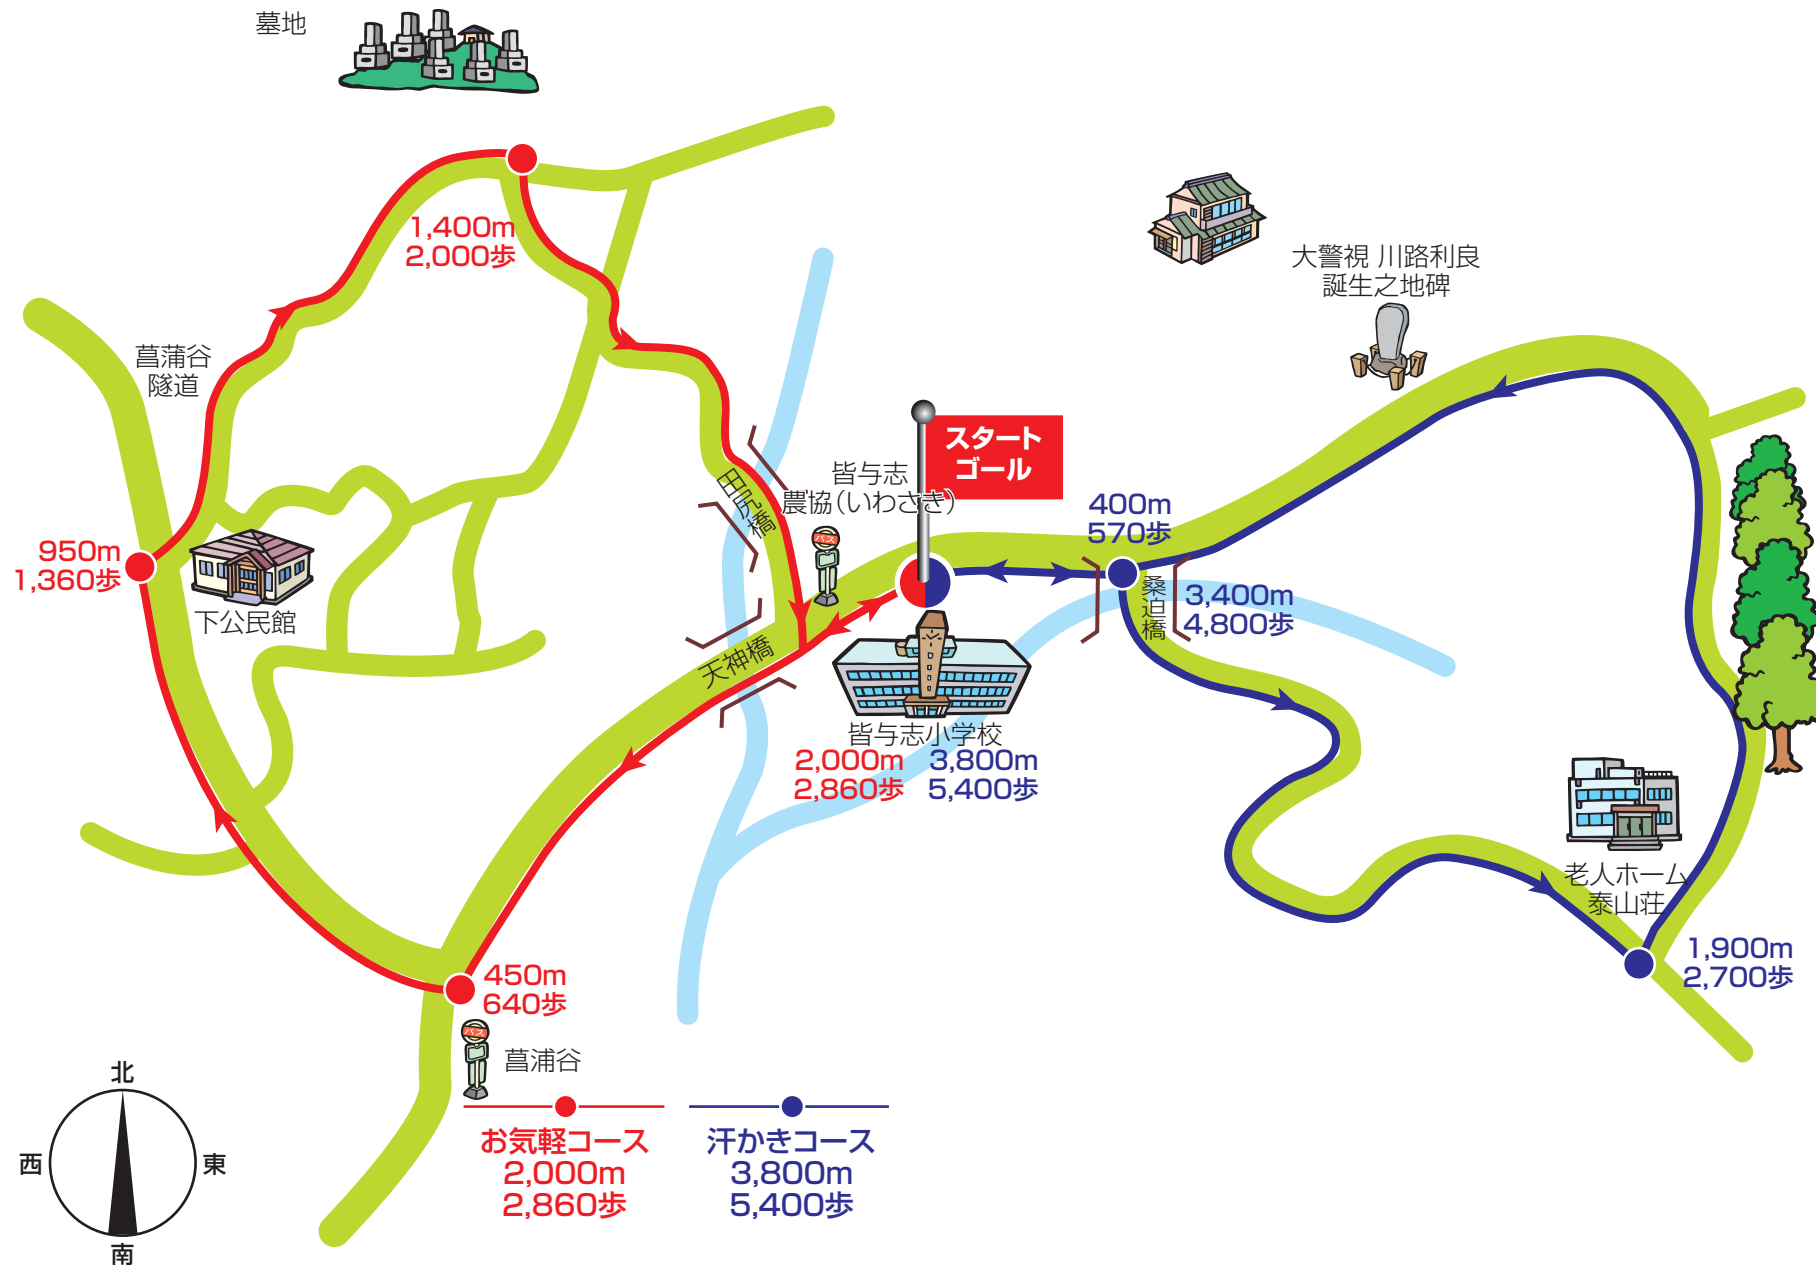 墓地
1,400m
2,000歩
大警視 川路利良
誕生之地碑
菖蒲谷
隧道
スタート
ゴール
皆与志
農協(いわさき)
田尻橋
バス
400m
570歩
950m
1,360歩
下公民館
桑迫橋
3,400m
4,800歩
天神橋
皆与志小学校
2,000m
2,860歩
3,800m
5,400歩
老人ホーム
泰山荘
1,900m
2,700歩
450m
640歩
バス
菖浦谷
北
西
東
南
お気軽コース
2,000m
2,860歩
汗かきコース
3,800m
5,400歩